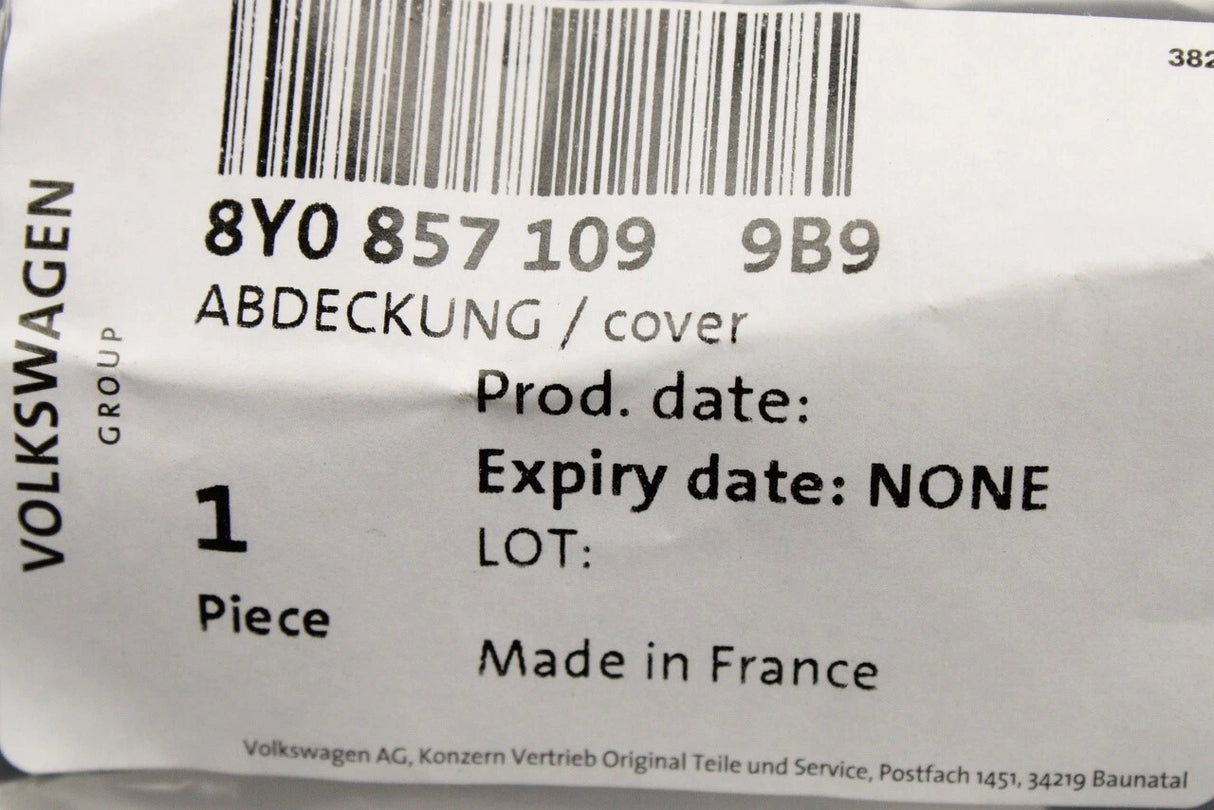 382
8Y0 857 109 9B9
ABDECKUNG / cover
Prod. date:
Expiry date: NONE
LOT:
1
Piece
Made in France
VOLKSWAGEN
GROUP
Volkswagen AG, Konzern Vertrieb Original Teile und Service, Postfach 1451, 34219 Baunatal